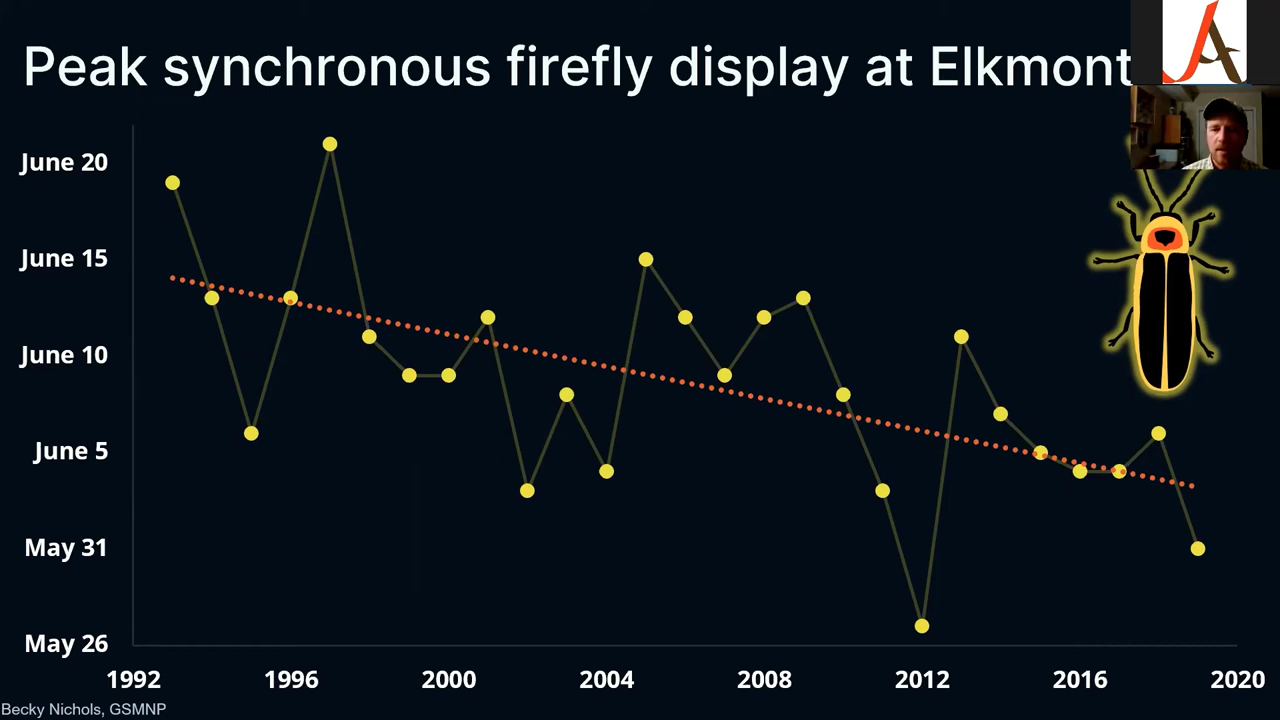 Peak synchronous firefly display at Elkmont
June 20
June 15
June 10
June 5
May 31
May 26
1992 1996 2000 2004 2008 2012 2016 2020
Becky Nichols, GSMNP